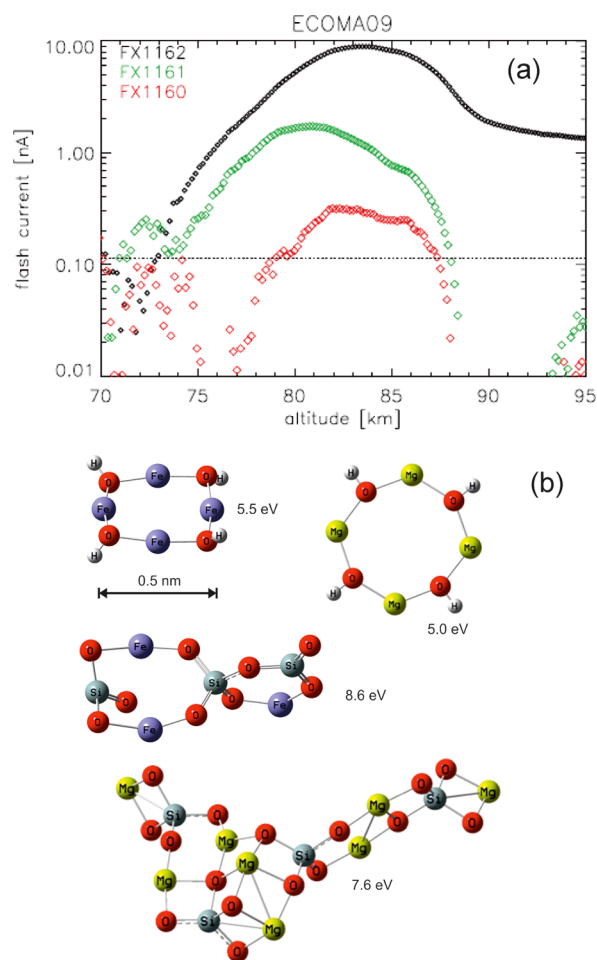 ECOMA09
10.00
FX1162
FX1161
FX1160
(a)
1.00
flash current [nA]
0.10
0.01
70 75 80 85 90 95
altitude [km]
(b)
H Fe O H
O
Fe Fe
5.5 eV
O Fe O H
H
0.5 nm
Mg
H O O H
Mg Mg
O O
H Mg H
5.0 eV
O Fe O O Si O
Si O Si O
O O Fe
O Fe O
8.6 eV
Mg O
O Si O
O Mg O
Mg O Mg
O Si O
O Mg
Si O
O O
Mg Mg
O O
Si Mg
O
7.6 eV